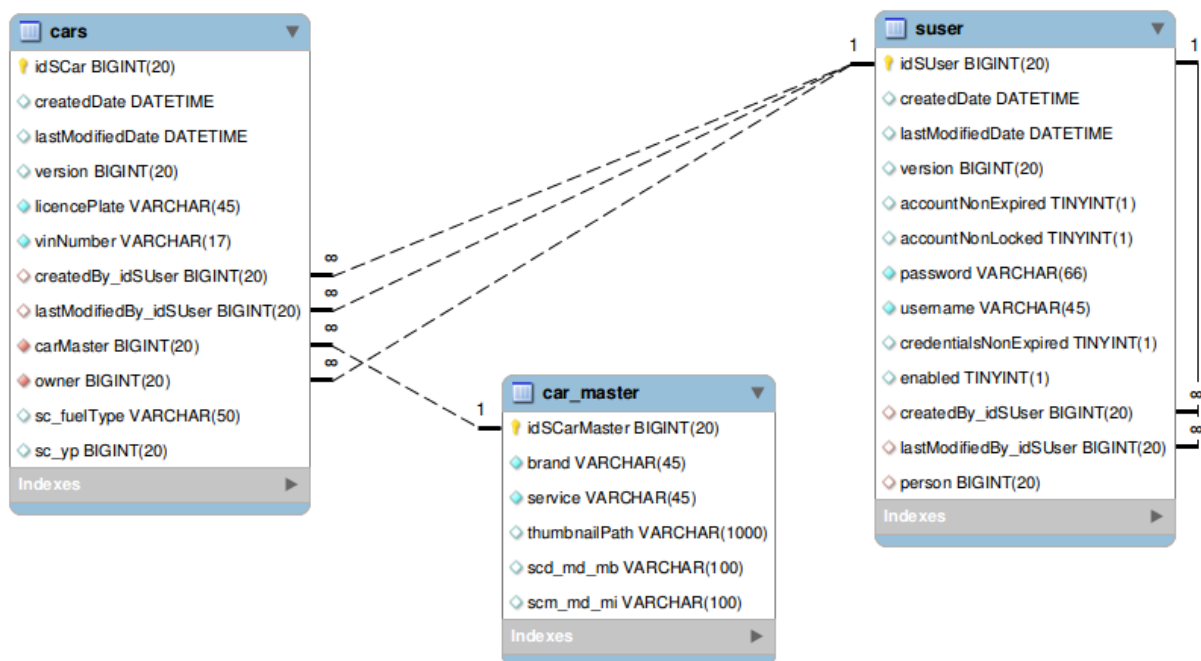 cars
idSCar BIGINT(20)
createdDate DATETIME
lastModifiedDate DATETIME
version BIGINT(20)
licencePlate VARCHAR(45)
vinNumber VARCHAR(17)
createdBy_idSUser BIGINT(20)
lastModifiedBy_idSUser BIGINT(20)
carMaster BIGINT(20)
owner BIGINT(20)
sc_fuelType VARCHAR(50)
sc_yp BIGINT(20)
Indexes
∞
∞
∞
∞
1
car_master
idSCarMaster BIGINT(20)
brand VARCHAR(45)
service VARCHAR(45)
thumbnailPath VARCHAR(1000)
scd_md_mb VARCHAR(100)
scm_md_mi VARCHAR(100)
Indexes
1
suser
1
idSUser BIGINT(20)
createdDate DATETIME
lastModifiedDate DATETIME
version BIGINT(20)
accountNonExpired TINYINT(1)
accountNonLocked TINYINT(1)
password VARCHAR(66)
username VARCHAR(45)
credentialsNonExpired TINYINT(1)
enabled TINYINT(1)
createdBy_idSUser BIGINT(20)
∞
lastModifiedBy_idSUser BIGINT(20)
∞
person BIGINT(20)
Indexes